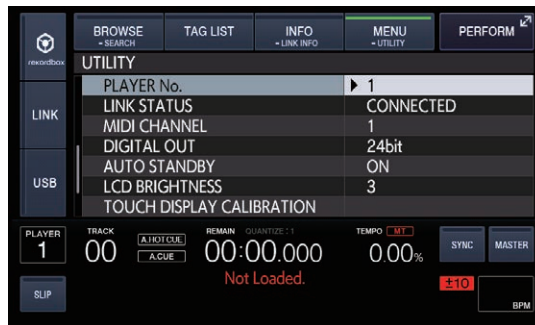 BROWSE
- SEARCH
TAG LIST
INFO
- LINK INFO
MENU
- UTILITY
PERFORM
rekordbox
LINK
USB
UTILITY
PLAYER No. 1
LINK STATUS CONNECTED
MIDI CHANNEL 1
DIGITAL OUT 24bit
AUTO STANDBY ON
LCD BRIGHTNESS 3
TOUCH DISPLAY CALIBRATION
PLAYER
1
TRACK
00
A.HOT CUE
A.CUE
REMAIN QUANTIZE : 1
00:00.000
TEMPO MT
0.00%
SYNC
MASTER
SLIP
Not Loaded.
±10
BPM